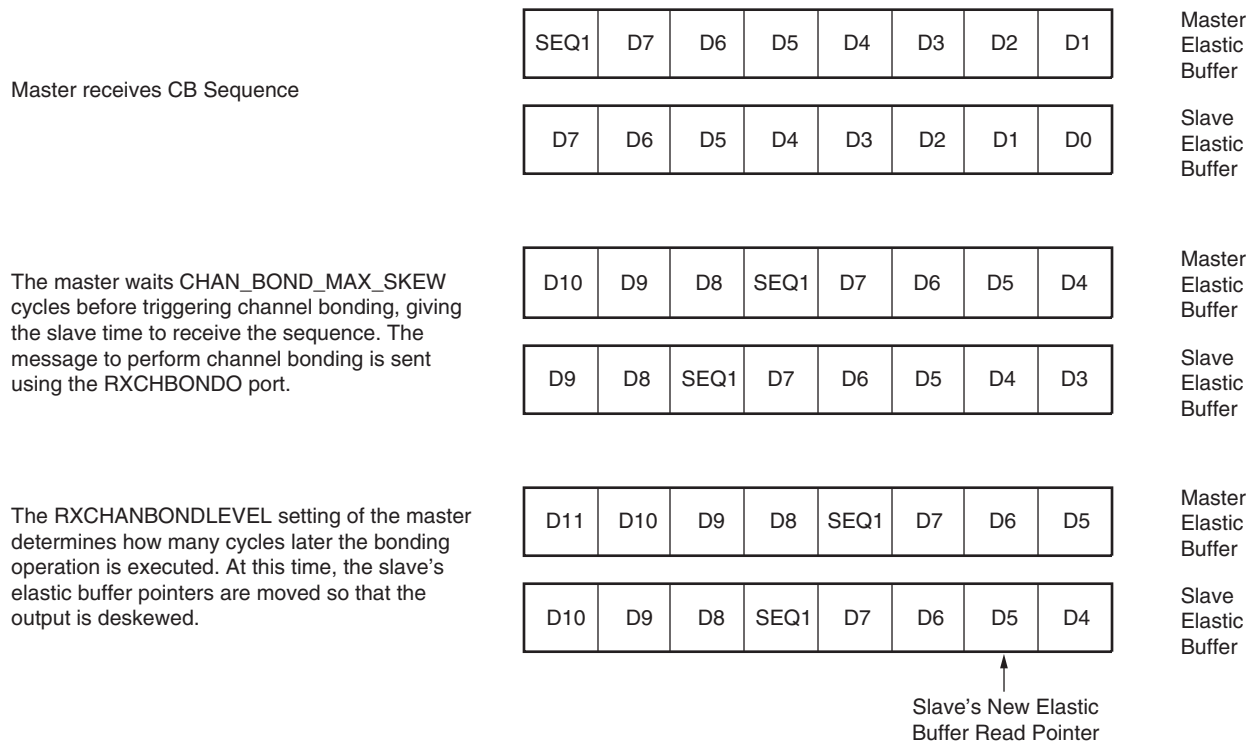 Master receives CB Sequence
SEQ1 D7 D6 D5 D4 D3 D2 D1
Master
Elastic
Buffer
D7 D6 D5 D4 D3 D2 D1 D0
Slave
Elastic
Buffer
The master waits CHAN_BOND_MAX_SKEW
cycles before triggering channel bonding, giving
the slave time to receive the sequence. The
message to perform channel bonding is sent
using the RXCHBONDO port.
D10 D9 D8 SEQ1 D7 D6 D5 D4
Master
Elastic
Buffer
D9 D8 SEQ1 D7 D6 D5 D4 D3
Slave
Elastic
Buffer
The RXCHANBONDLEVEL setting of the master
determines how many cycles later the bonding
operation is executed. At this time, the slave’s
elastic buffer pointers are moved so that the
output is deskewed.
D11 D10 D9 D8 SEQ1 D7 D6 D5
Master
Elastic
Buffer
D10 D9 D8 SEQ1 D7 D6 D5 D4
Slave
Elastic
Buffer
Slave’s New Elastic
Buffer Read Pointer